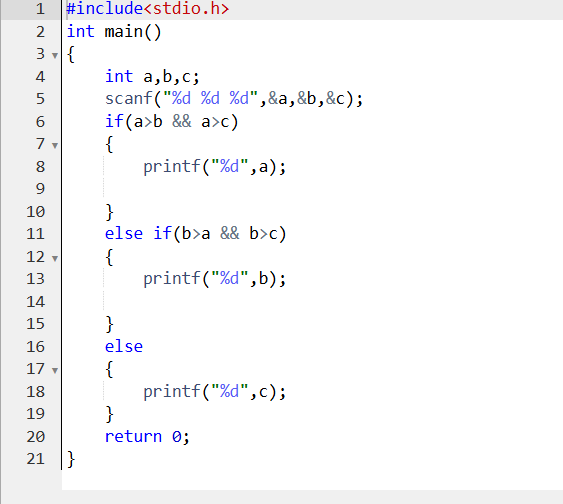 1 #include<stdio.h>
2 int main()
3 {
4     int a,b,c;
5     scanf("%d %d %d",&a,&b,&c);
6     if(a>b && a>c)
7     {
8         printf("%d",a);
9
10     }
11     else if(b>a && b>c)
12     {
13         printf("%d",b);
14
15     }
16     else
17     {
18         printf("%d",c);
19     }
20     return 0;
21 }